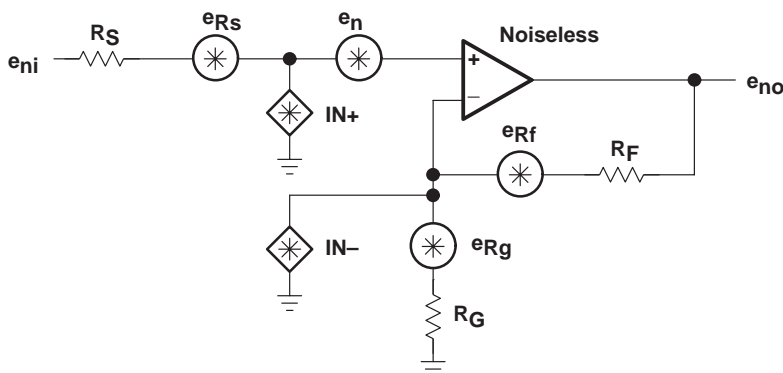 eRs
en
Noiseless
RS
eni
+
−
eno
IN+
eRf
RF
IN−
eRg
RG